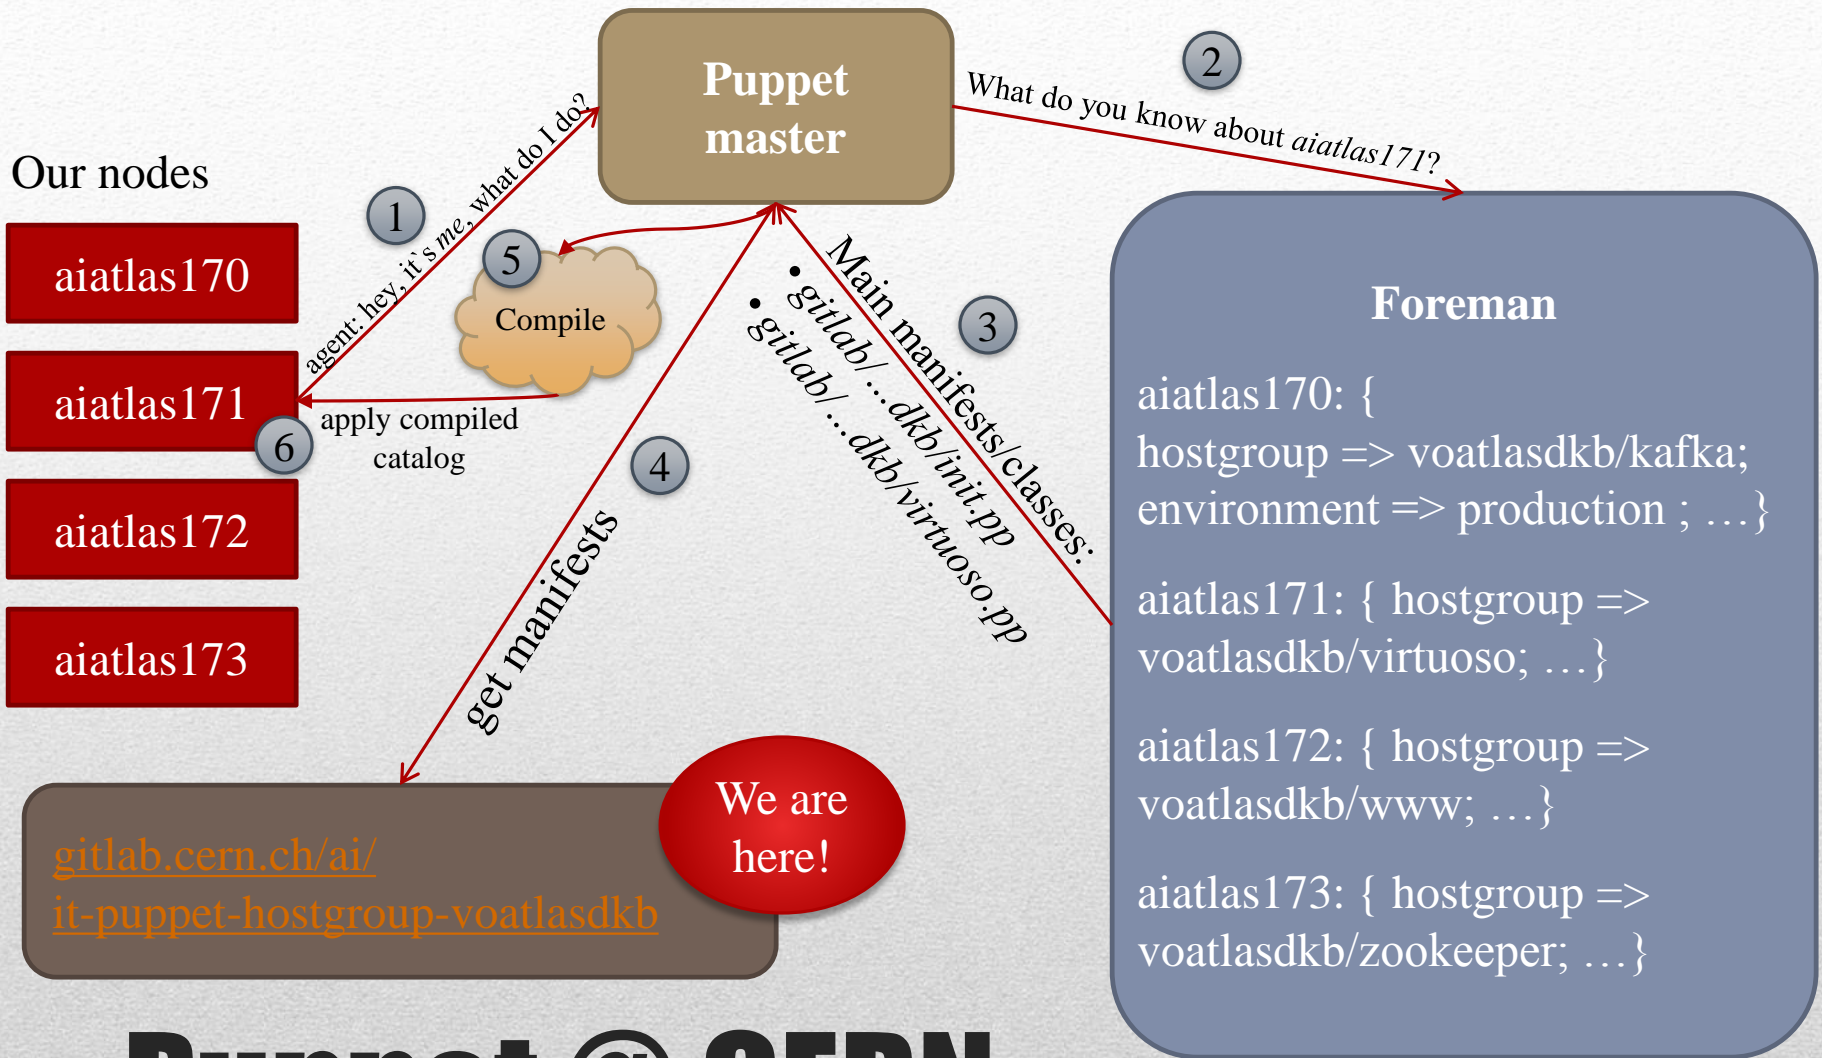 Puppet
master
2
What do you know about aiatlas171?
Our nodes
aiatlas170
aiatlas171
aiatlas172
aiatlas173
1
agent: hey, it`s me, what do I do?
5
Compile
6
apply compiled
catalog
3
Main manifests/classes:
• gitlab/…dkb/init.pp
• gitlab/…dkb/virtuoso.pp
4
get manifests
Foreman
aiatlas170: {
hostgroup => voatlasdkb/kafka;
environment => production ; …}
aiatlas171: { hostgroup =>
voatlasdkb/virtuoso; …}
aiatlas172: { hostgroup =>
voatlasdkb/www; …}
aiatlas173: { hostgroup =>
voatlasdkb/zookeeper; …}
We are
here!
gitlab.cern.ch/ai/
it-puppet-hostgroup-voatlasdkb
Puppet @ CERN